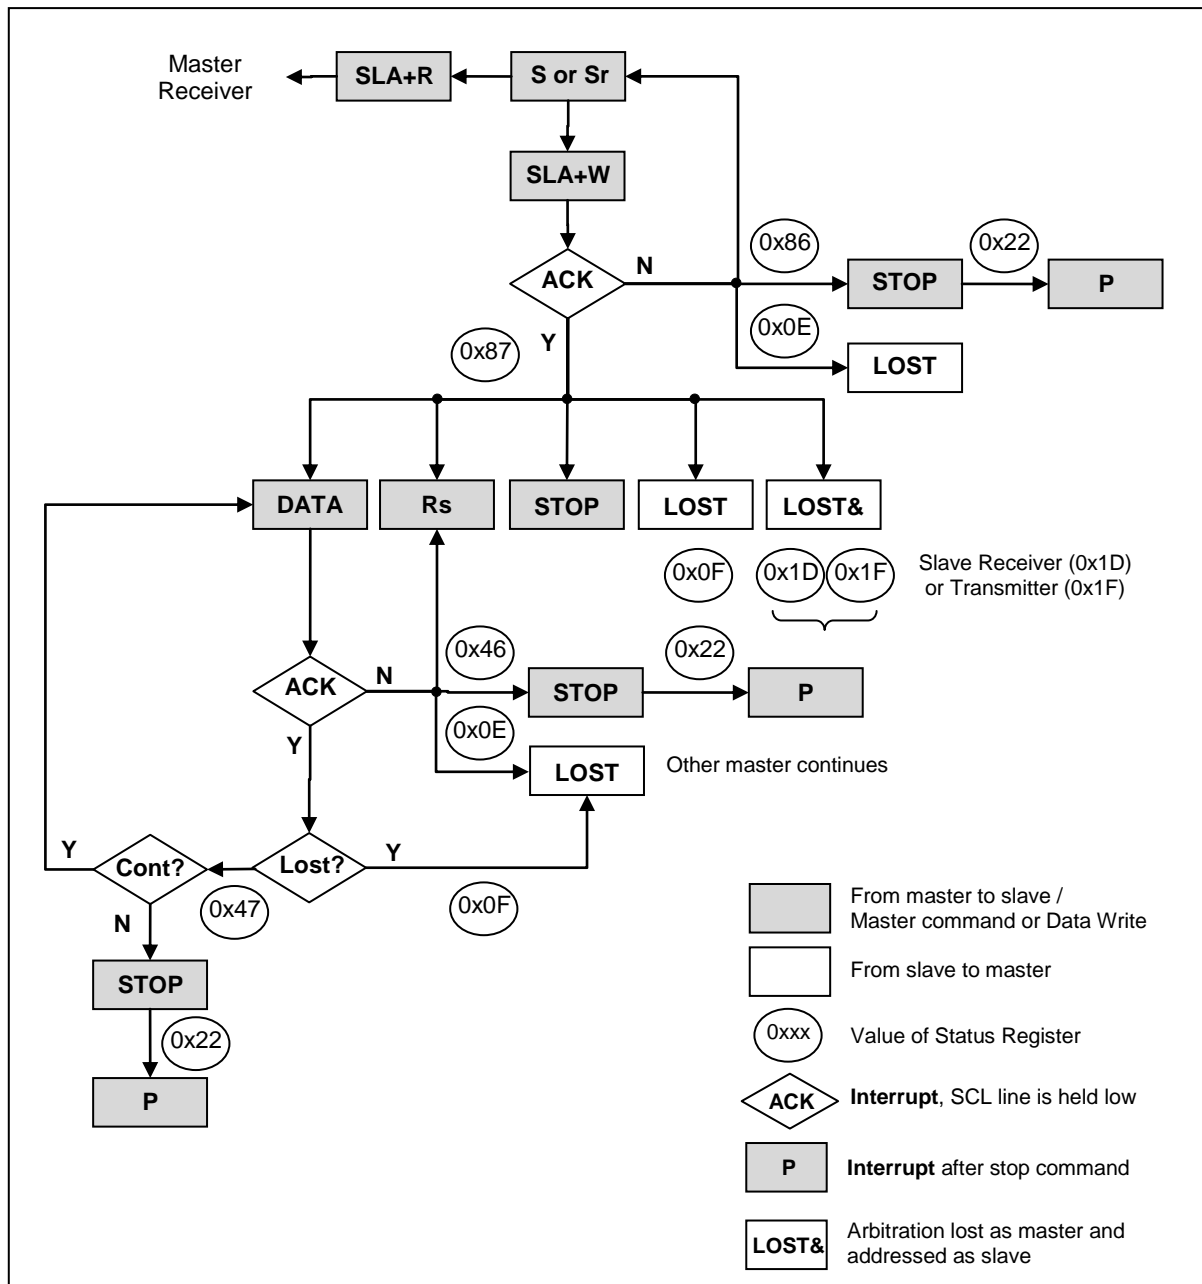 Master
Receiver
SLA+R
S or Sr
SLA+W
ACK
N
0x86
STOP
0x22
P
0x0E
LOST
Y
0x87
DATA
Rs
STOP
LOST
LOST&
0x0F
0x1D
0x1F
Slave Receiver (0x1D)
or Transmitter (0x1F)
ACK
N
0x46
STOP
0x22
P
0x0E
LOST
Other master continues
Y
Lost?
Y
0x0F
0x47
Cont?
Y
N
STOP
0x22
P
From master to slave /
Master command or Data Write
From slave to master
0xxx
Value of Status Register
ACK
Interrupt, SCL line is held low
P
Interrupt after stop command
LOST&
Arbitration lost as master and
addressed as slave